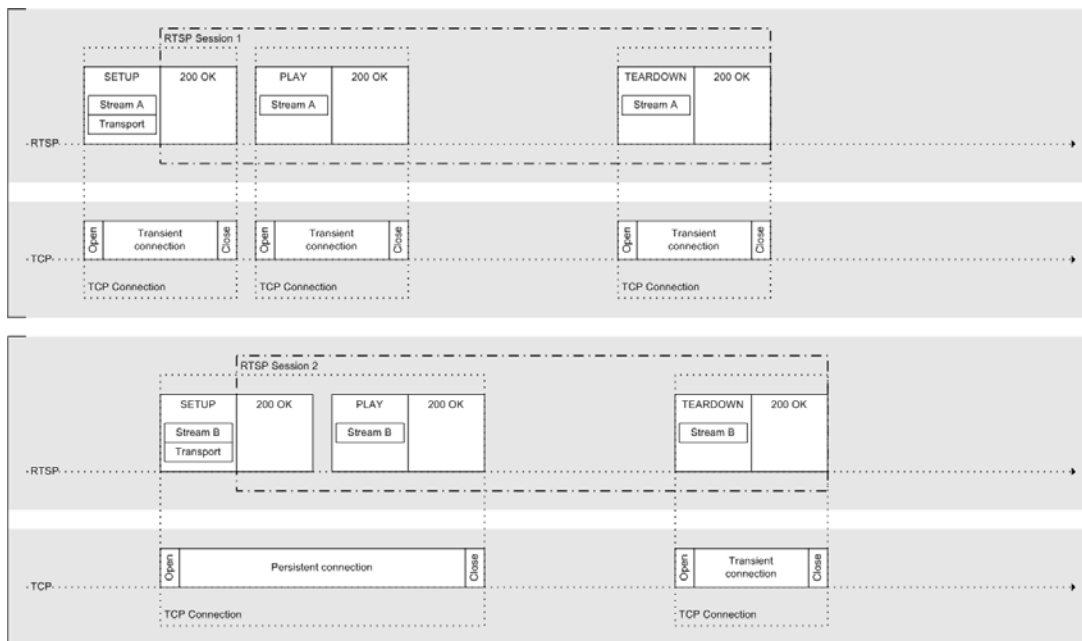 RTSP Session 1
SETUP 200 OK PLAY 200 OK TEARDOWN 200 OK
Stream A Stream A Stream A
Transport
RTSP
Open Transient connection Close Open Transient connection Close Open Transient connection Close
TCP
TCP Connection TCP Connection TCP Connection
RTSP Session 2
SETUP 200 OK PLAY 200 OK TEARDOWN 200 OK
Stream B Stream B Stream B
Transport
RTSP
Open Persistent connection Close Open Transient connection Close
TCP
TCP Connection TCP Connection